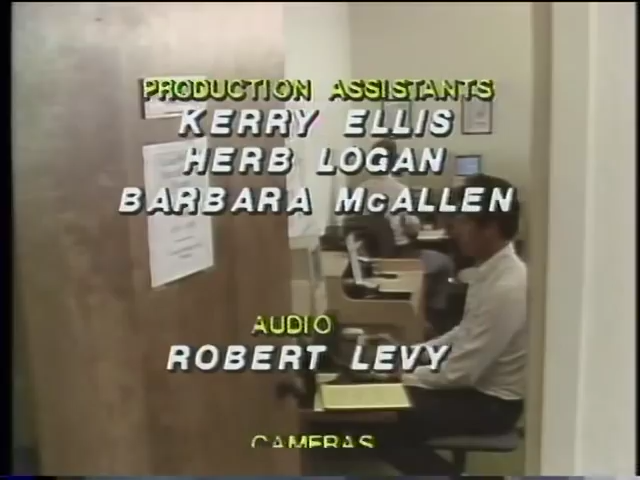 PRODUCTION ASSISTANTS
KERRY ELLIS
HERB LOGAN
BARBARA McALLEN
AUDIO
ROBERT LEVY
CAMERAS